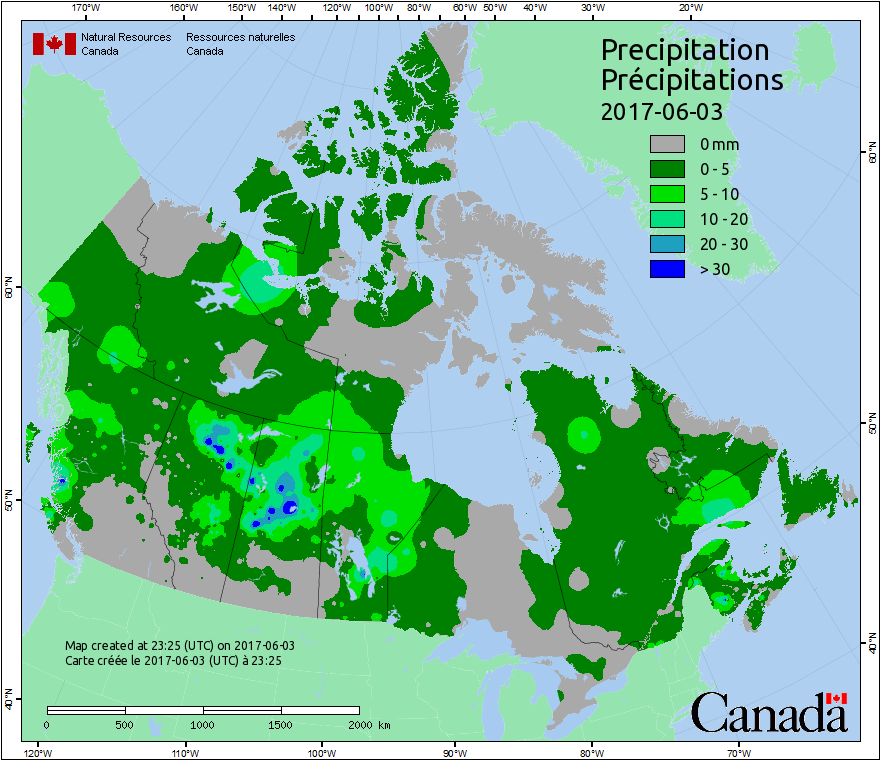 170°W 160°W 150°W 140°W 120°W 100°W 80°W 60°W 50°W 40°W 30°W 20°W
Natural Resources Ressources naturelles
Canada Canada
Precipitation
Précipitations
2017-06-03
0 mm
0 - 5
5 - 10
10 - 20
20 - 30
> 30
60°N
60°N
50°N
50°N
40°N
40°N
Map created at 23:25 (UTC) on 2017-06-03
Carte créée le 2017-06-03 (UTC) à 23:25
0 500 1000 1500 2000 km
Canada
120°W 110°W 100°W 90°W 80°W 70°W